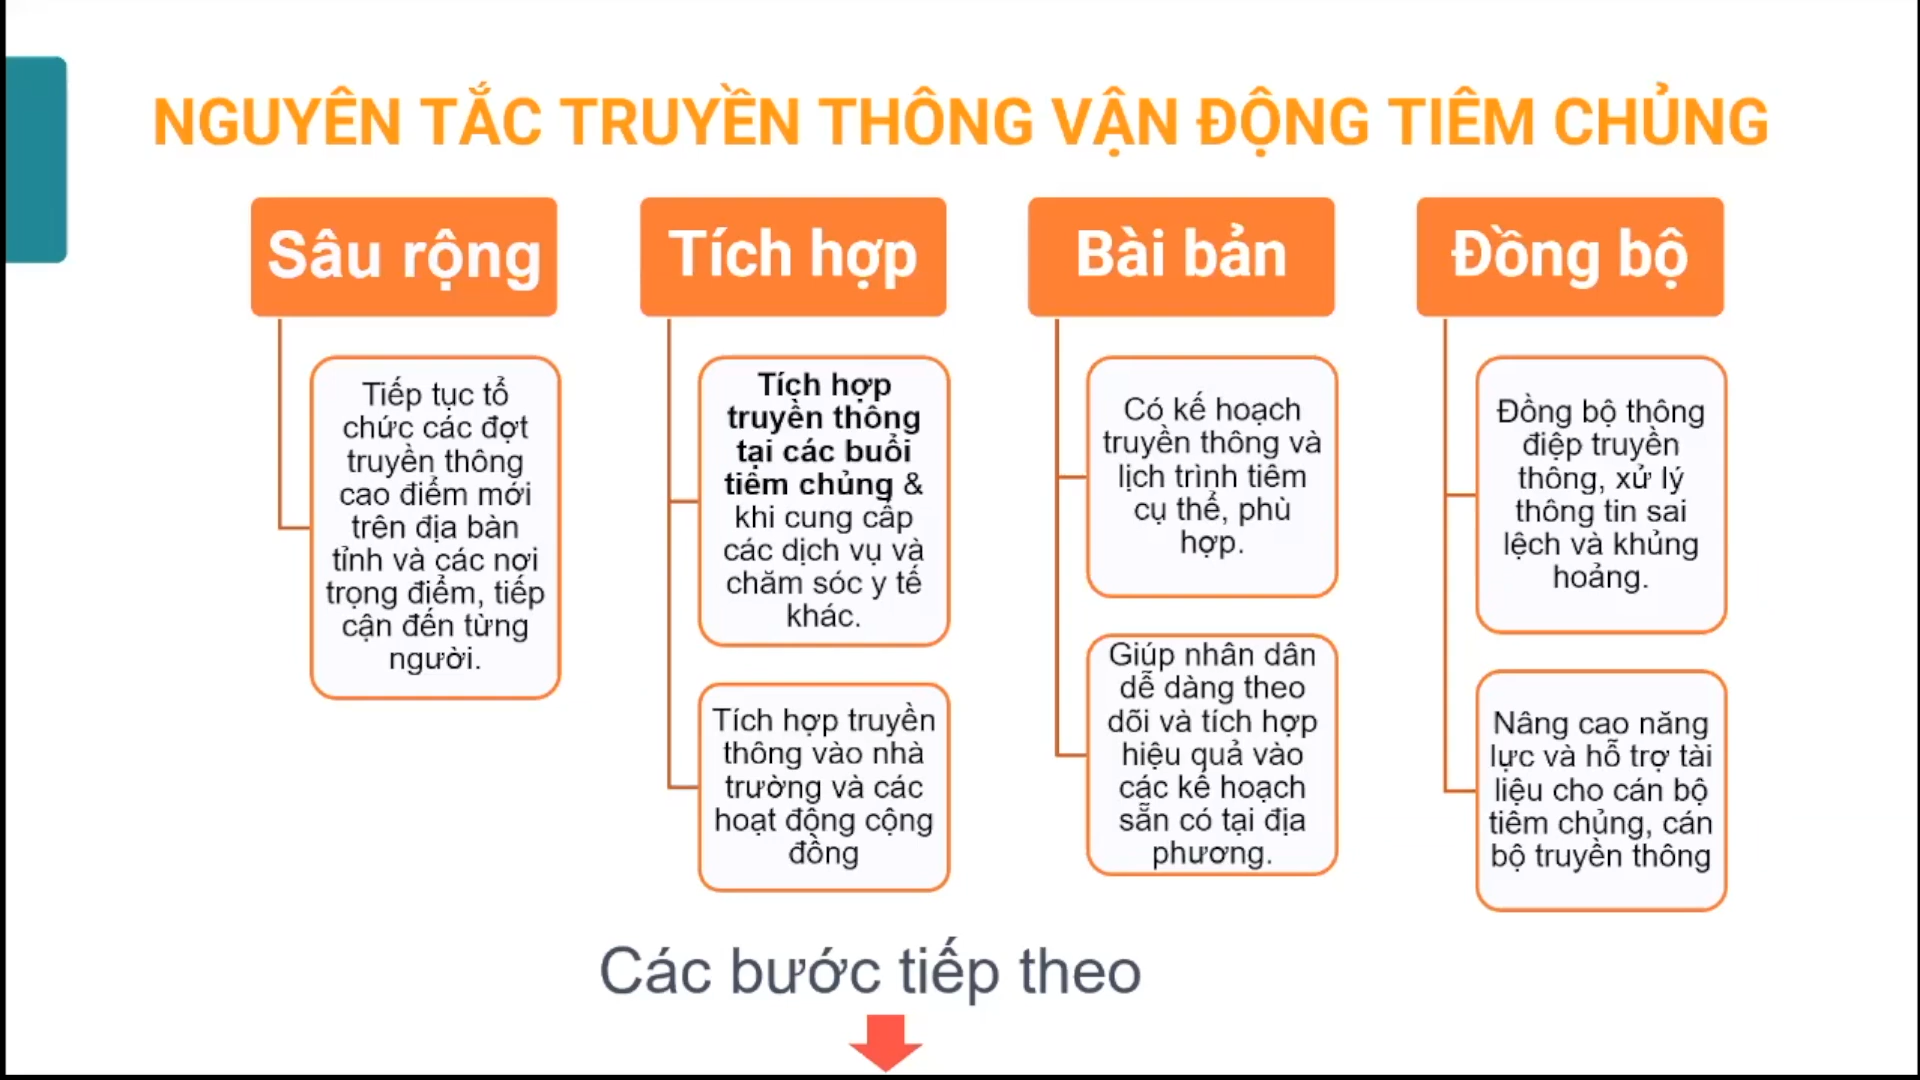 NGUYÊN TẮC TRUYỀN THÔNG VẬN ĐỘNG TIÊM CHỦNG
Sâu rộng
Tiếp tục tổ
chức các đợt
truyền thông
cao điểm mới
trên địa bàn
tỉnh và các nơi
trọng điểm, tiếp
cận đến từng
người.
Tích hợp
Tích hợp
truyền thông
tại các buổi
tiêm chủng &
khi cung cấp
các dịch vụ và
chăm sóc y tế
khác.
Tích hợp truyền
thông vào nhà
trường và các
hoạt động cộng
đồng
Bài bản
Có kế hoạch
truyền thông và
lịch trình tiêm
cụ thể, phù
hợp.
Giúp nhân dân
dễ dàng theo
dõi và tích hợp
hiệu quả vào
các kế hoạch
sẵn có tại địa
phương.
Đồng bộ
Đồng bộ thông
điệp truyền
thông, xử lý
thông tin sai
lệch và khủng
hoảng.
Nâng cao năng
lực và hỗ trợ tài
liệu cho cán bộ
tiêm chủng, cán
bộ truyền thông
Các bước tiếp theo